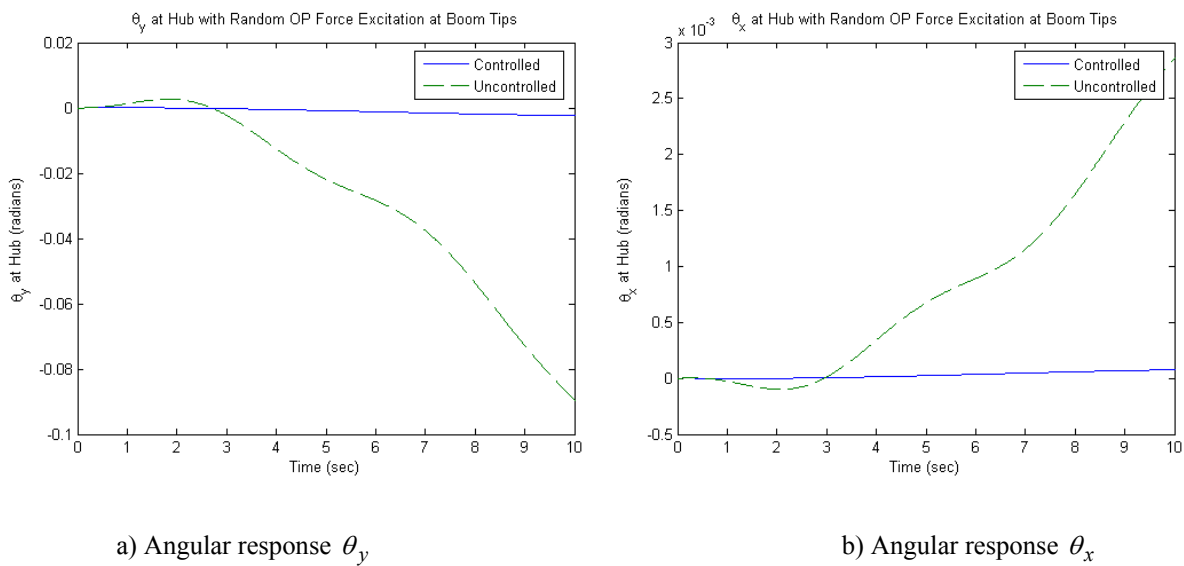 θy at Hub with Random OP Force Excitation at Boom Tips
0.02
0
-0.02
-0.04
-0.06
-0.08
-0.1
θy at Hub (radians)
Controlled
Uncontrolled
0 1 2 3 4 5 6 7 8 9 10
Time (sec)
a) Angular response θy
θx at Hub with Random OP Force Excitation at Boom Tips
x 10-3
3
2.5
2
1.5
1
0.5
0
-0.5
θx at Hub (radians)
Controlled
Uncontrolled
0 1 2 3 4 5 6 7 8 9 10
Time (sec)
b) Angular response θx